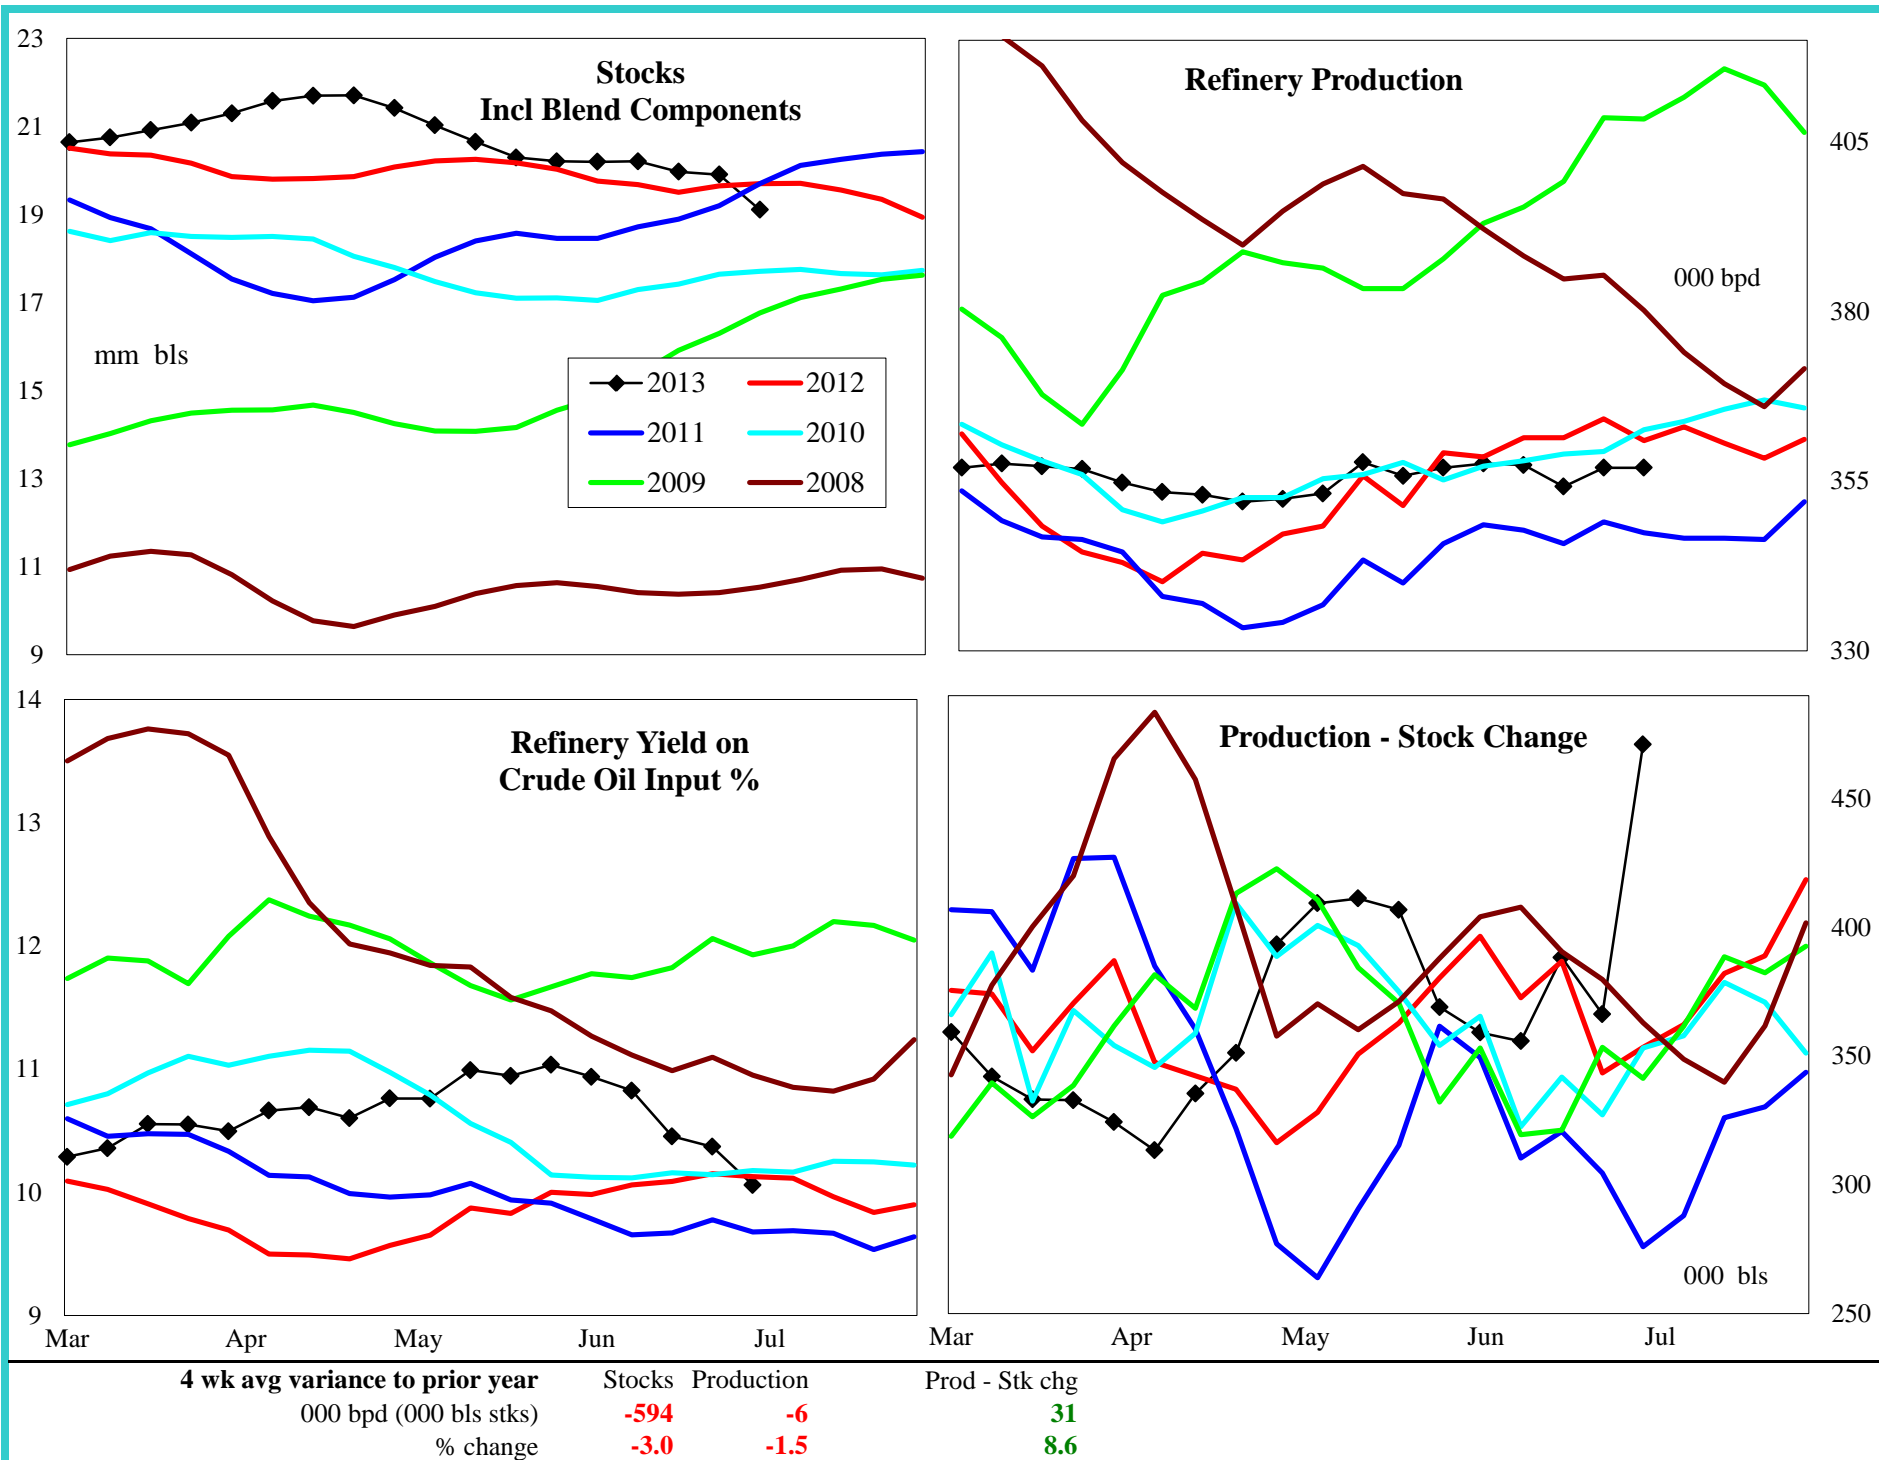 Stocks
Incl Blend Components
23
21
19
17
15
13
11
9
mm bls
2013
2012
2011
2010
2009
2008
Refinery Production
000 bpd
405
380
355
330
Refinery Yield on
Crude Oil Input %
14
13
12
11
10
9
Mar Apr May Jun Jul
Production - Stock Change
450
400
350
300
250
000 bls
Mar Apr May Jun Jul
4 wk avg variance to prior year Stocks Production Prod - Stk chg
000 bpd (000 bls stks) -594 -6 31
% change -3.0 -1.5 8.6